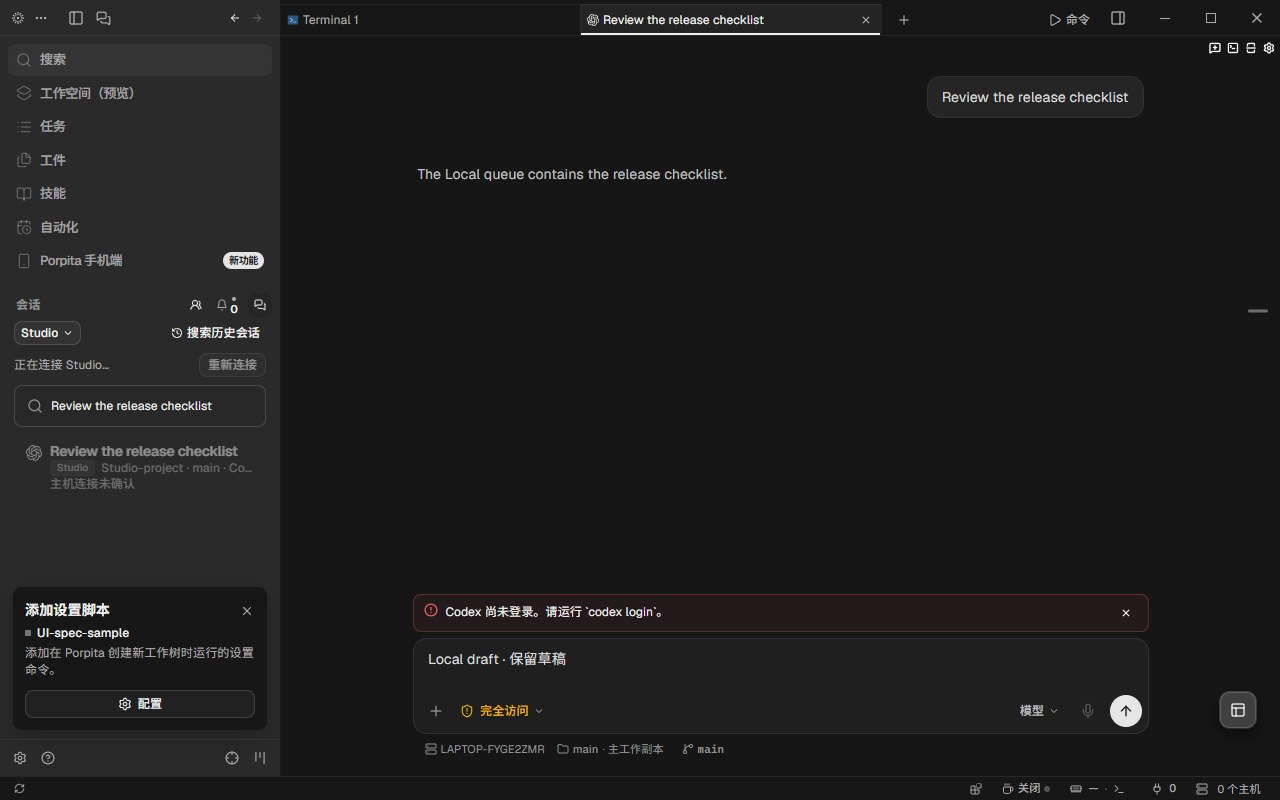 Terminal 1
Review the release checklist
命令
搜索
工作空间（预览）
任务
工件
技能
自动化
Porpita 手机端
新功能
会话
0
Studio
搜索历史会话
正在连接 Studio...
重新连接
Review the release checklist
Review the release checklist
Studio
Studio-project · main · Co...
主机连接未确认
添加设置脚本
UI-spec-sample
添加在 Porpita 创建新工作树时运行的设置
命令。
配置
Review the release checklist
The Local queue contains the release checklist.
Codex 尚未登录。请运行 `codex login`。
Local draft · 保留草稿
完全访问
模型
LAPTOP-FYGE2ZMR
main · 主工作副本
main
关闭
0
0 个主机